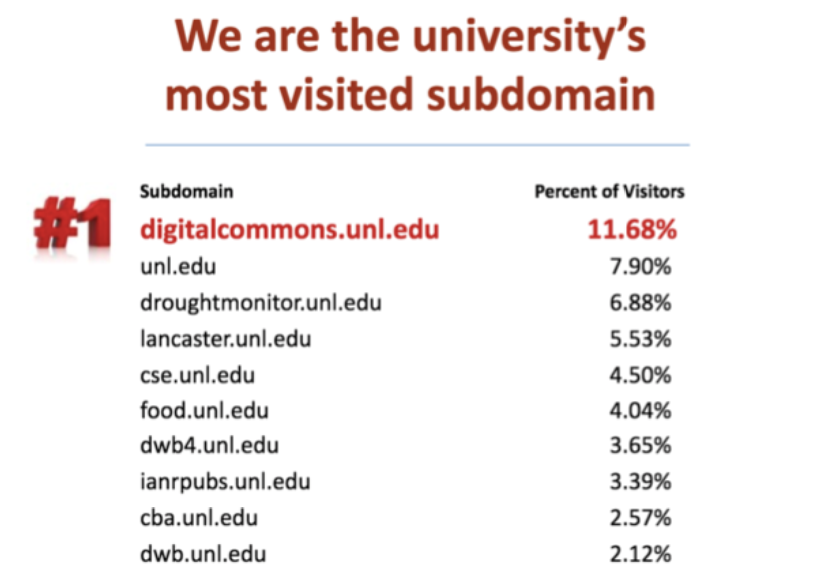 We are the university's
most visited subdomain
Subdomain Percent of Visitors
#1 digitalcommons.unl.edu 11.68%
unl.edu 7.90%
droughtmonitor.unl.edu 6.88%
lancaster.unl.edu 5.53%
cse.unl.edu 4.50%
food.unl.edu 4.04%
dwb4.unl.edu 3.65%
ianrpubs.unl.edu 3.39%
cba.unl.edu 2.57%
dwb.unl.edu 2.12%